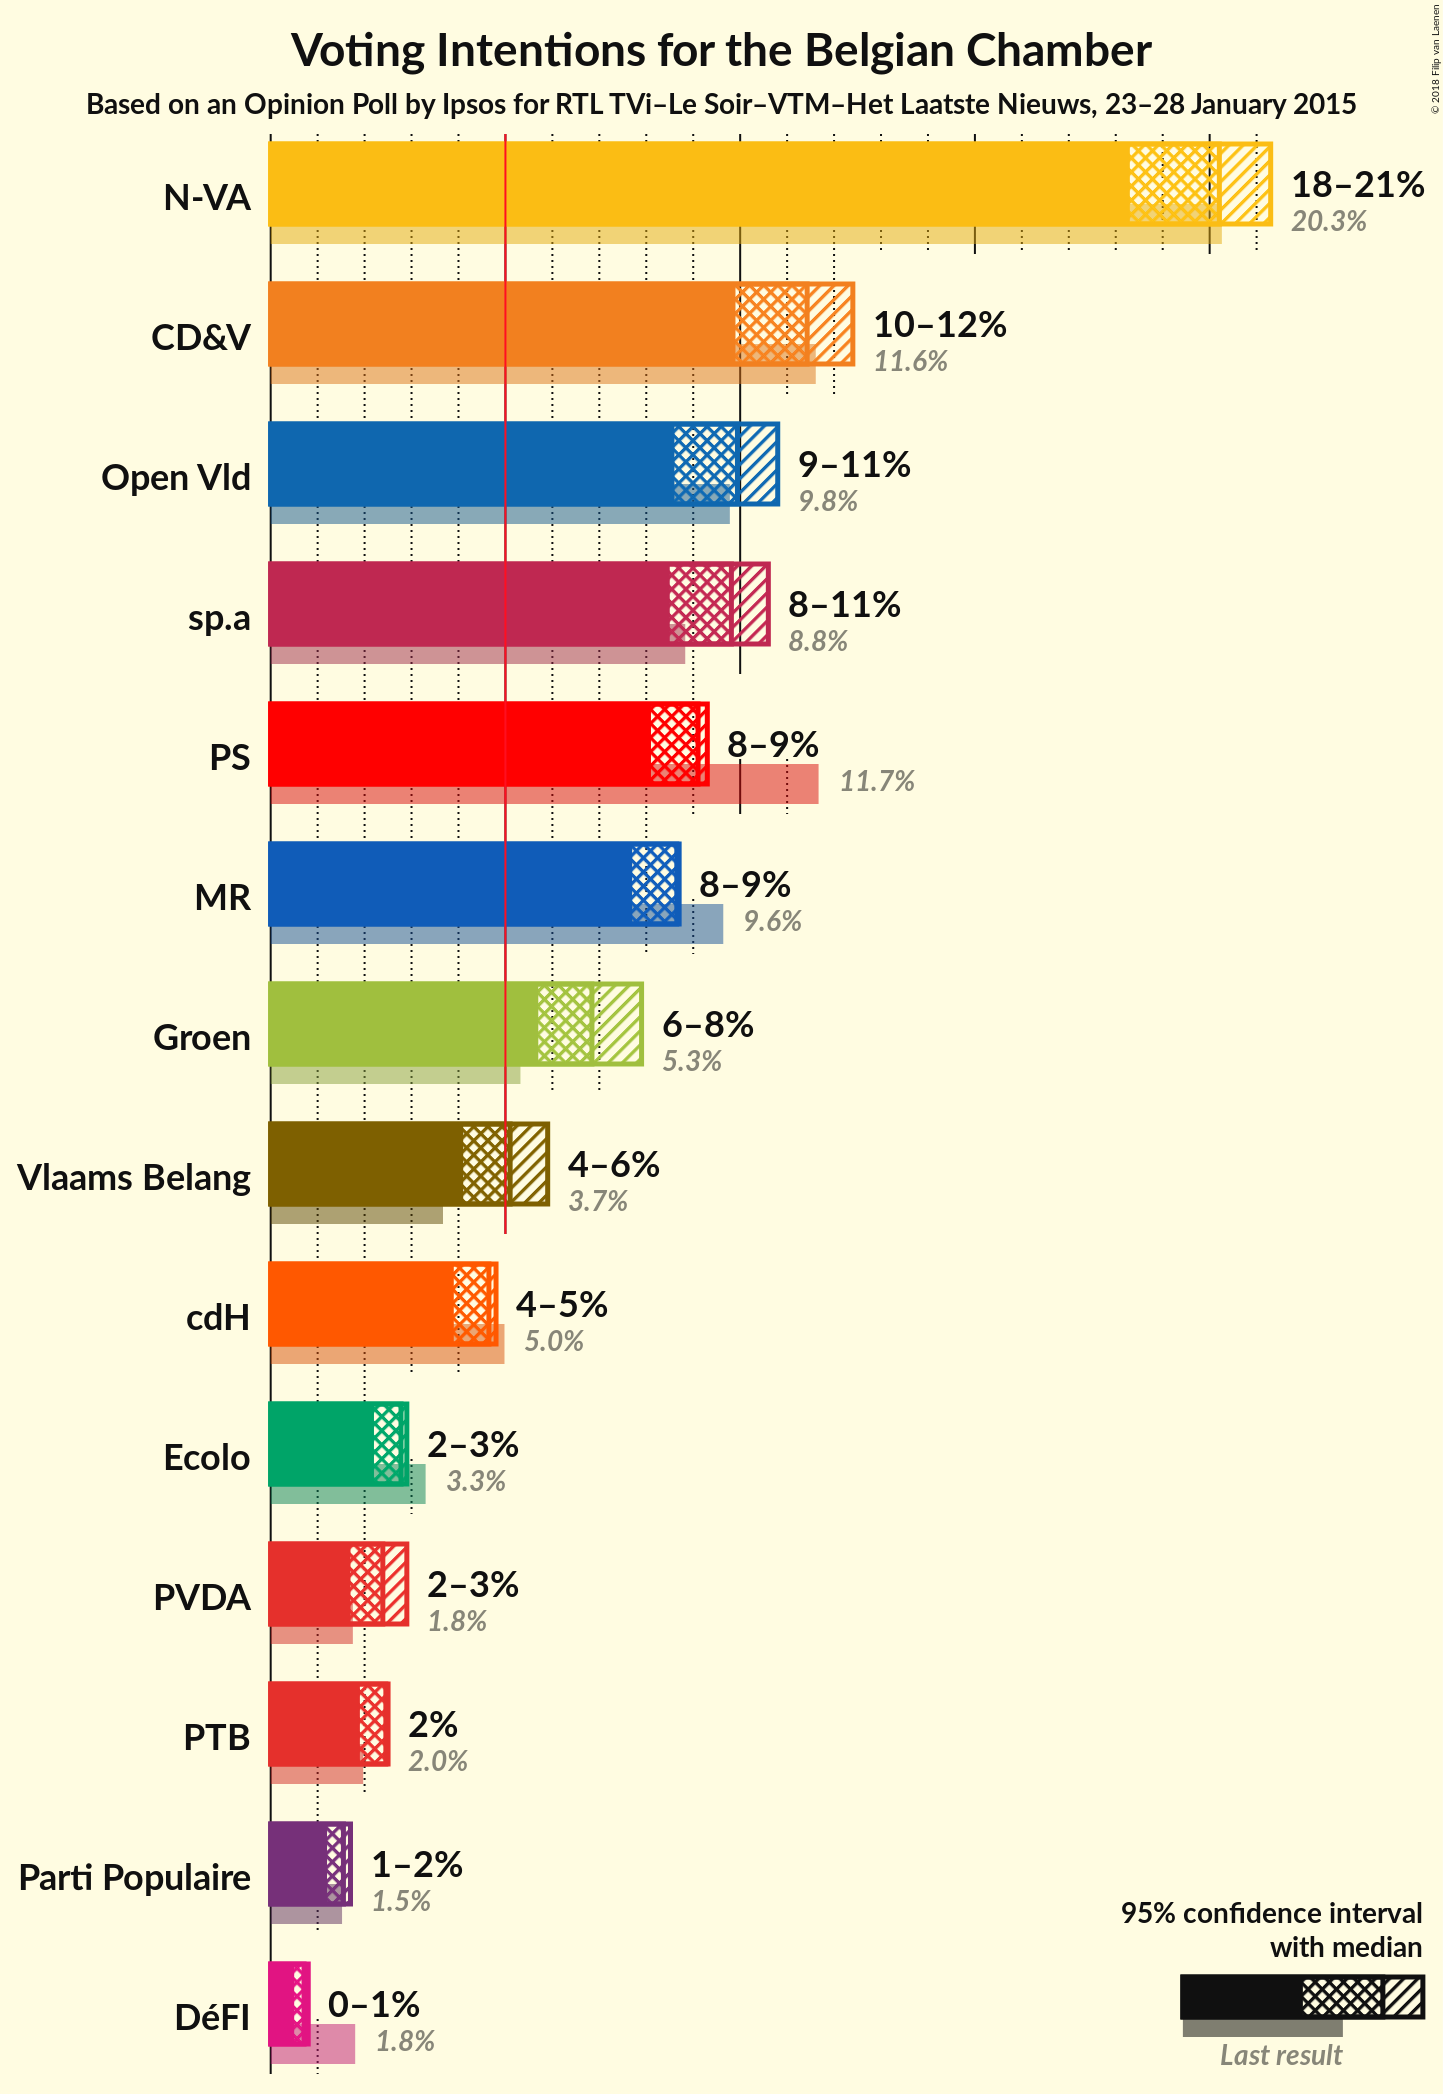 Voting Intentions for the Belgian Chamber
Based on an Opinion Poll by Ipsos for RTL TVi–Le Soir–VTM–Het Laatste Nieuws, 23–28 January 2015
© 2018 Filip van Laenen
N-VA
18–21%
20.3%
CD&V
10–12%
11.6%
Open Vld
9–11%
9.8%
sp.a
8–11%
8.8%
PS
8–9%
11.7%
MR
8–9%
9.6%
Groen
6–8%
5.3%
Vlaams Belang
4–6%
3.7%
cdH
4–5%
5.0%
Ecolo
2–3%
3.3%
PVDA
2–3%
1.8%
PTB
2%
2.0%
Parti Populaire
1–2%
1.5%
DéFI
0–1%
1.8%
95% confidence interval
with median
Last result